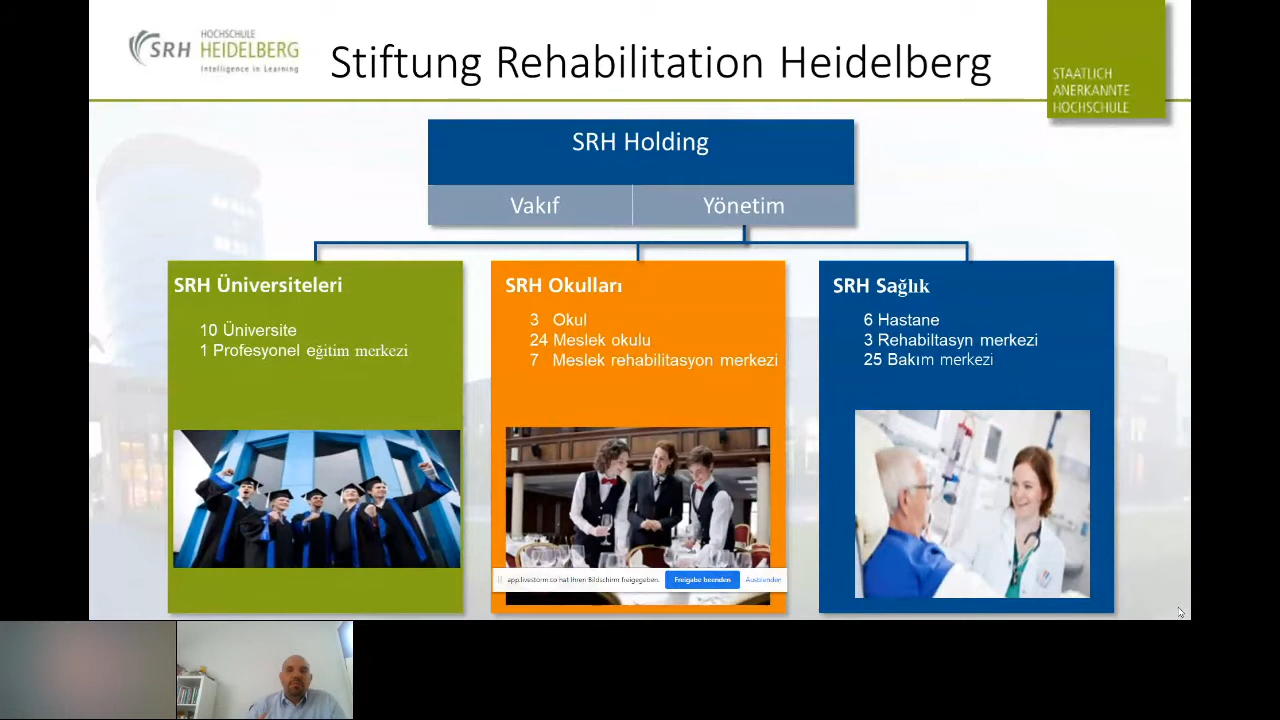 SRH HOCHSCHULE
HEIDELBERG
Intelligence in Learning
Stiftung Rehabilitation Heidelberg
STAATLICH
ANERKANNTE
HOCHSCHULE
SRH Holding
Vakıf
Yönetim
SRH Üniversiteleri
10 Üniversite
1 Profesyonel eğitim merkezi
SRH Okulları
3 Okul
24 Meslek okulu
7 Meslek rehabilitasyon merkezi
SRH Sağlık
6 Hastane
3 Rehabiltasyn merkezi
25 Bakım merkezi
app.livestorm.co hat Ihren Bildschirm freigegeben.
Freigabe beenden
Ausblenden